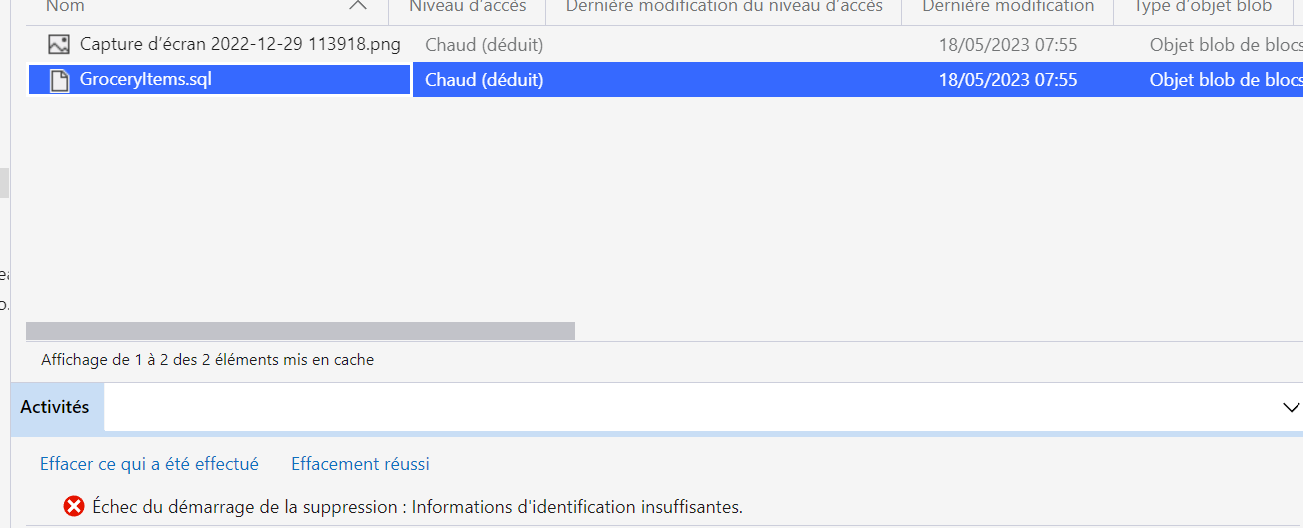 Nom Niveau d'accès Dernière modification du niveau d'accès Dernière modification Type d'objet blob
Capture d'écran 2022-12-29 113918.png Chaud (déduit) 18/05/2023 07:55 Objet blob de blocs
GroceryItems.sql Chaud (déduit) 18/05/2023 07:55 Objet blob de blocs
Affichage de 1 à 2 des 2 éléments mis en cache
Activités
Effacer ce qui a été effectué Effacement réussi
Échec du démarrage de la suppression : Informations d'identification insuffisantes.